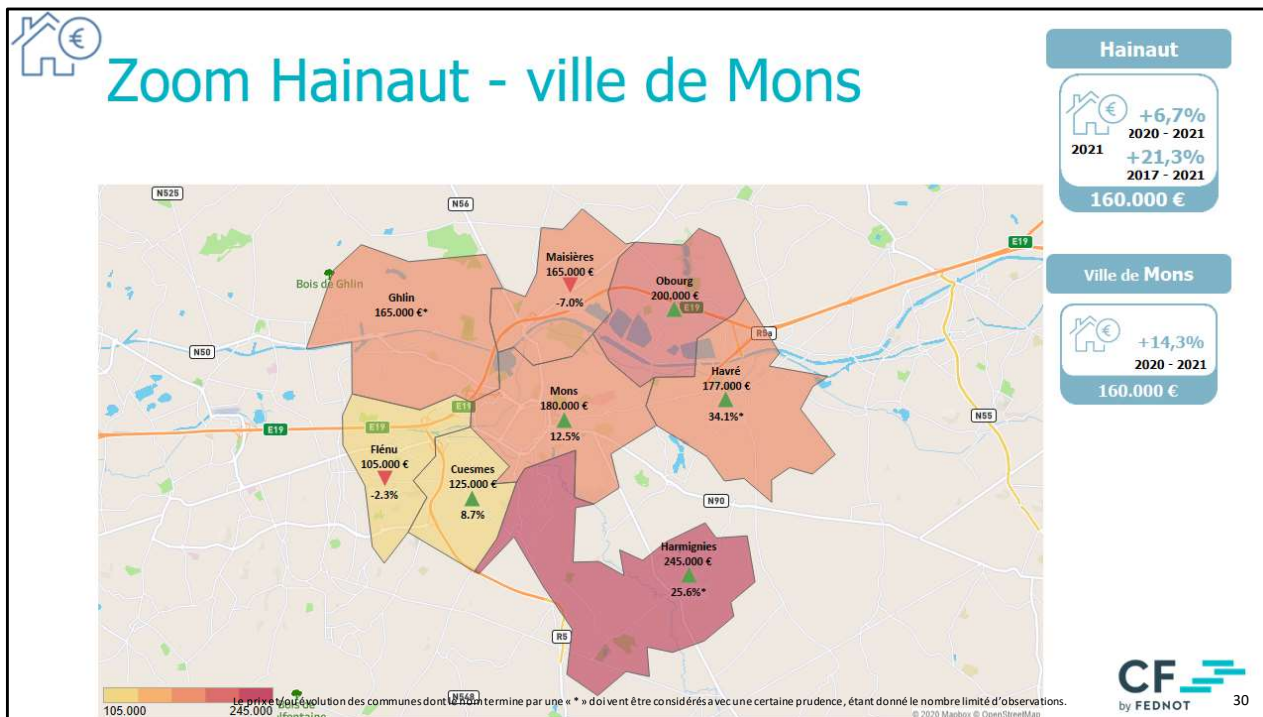 €
Zoom Hainaut - ville de Mons
Hainaut
€
+6,7%
2020 - 2021
2021
+21,3%
2017 - 2021
160.000 €
Ville de Mons
€
+14,3%
2020 - 2021
160.000 €
N525
N56
E19
Bois de Ghlin
Ghlin
165.000 €*
Maisières
165.000 €
-7.0%
Obourg
200.000 €
E19
R5a
N50
Havré
177.000 €
34.1%*
Mons
180.000 €
12.5%
E19
E19
N55
Flénu
105.000 €
-2.3%
Cuesmes
125.000 €
8.7%
N90
Harmignies
245.000 €
25.6%*
R5
N548
105.000
245.000
Le prix et/ou évolution des communes dont le nom termine par une « * » doivent être considérés avec une certaine prudence, étant donné le nombre limité d'observations.
© 2020 Mapbox © OpenStreetMap
CF
by FEDNOT
30